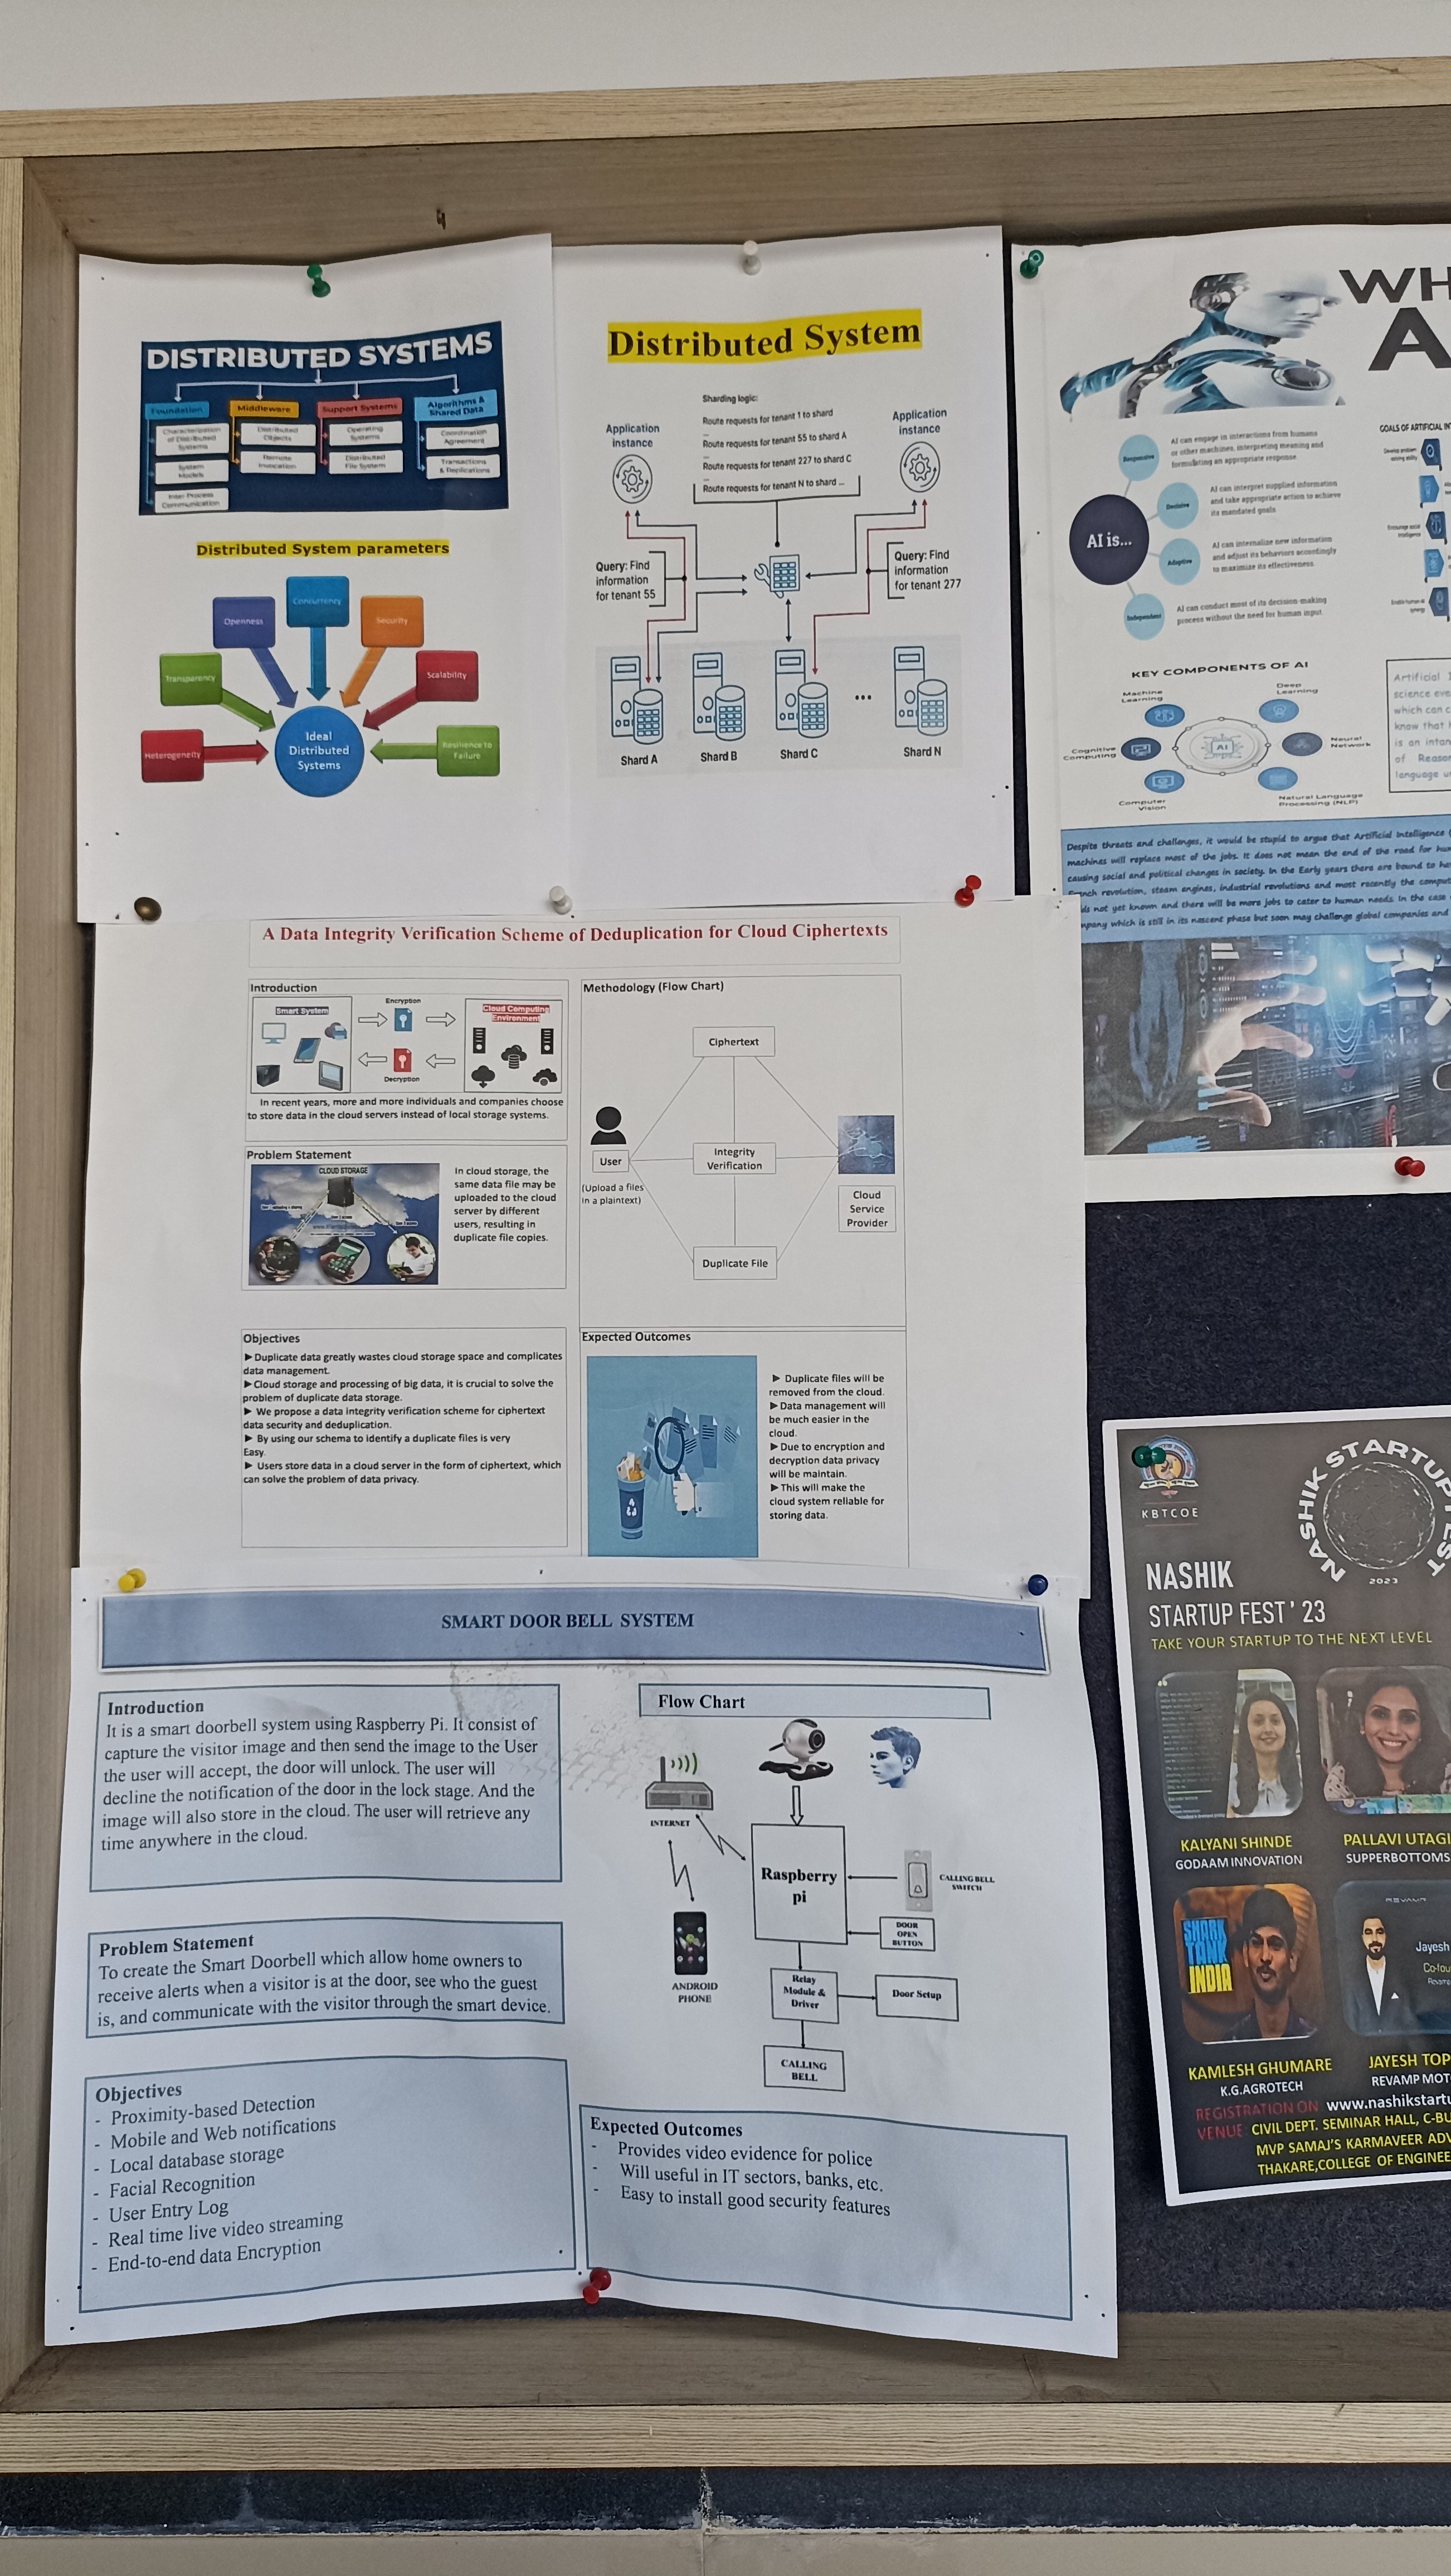 DISTRIBUTED SYSTEMS
Foundation
Middleware
Support Systems
Algorithms &
Shared Data
Characterization
of Distributed
Systems
System
Models
Inter Process
Communication
Distributed
Objects
Remote
Invocation
Operating
Systems
Distributed
File System
Coordination
Agreement
Transactions
& Replications
Distributed System parameters
Concurrency
Openness
Security
Transparency
Scalability
Heterogeneity
Resilience to
Failure
Ideal
Distributed
Systems
Distributed System
Sharding logic:
Route requests for tenant 1 to shard
...
Route requests for tenant 55 to shard A
...
Route requests for tenant 227 to shard C
...
Route requests for tenant N to shard ...
Application
instance
Application
instance
Query: Find
information
for tenant 55
Query: Find
information
for tenant 277
Shard A
Shard B
Shard C
...
Shard N
WH
A
AI is...
Responsive
AI can engage in interactions from humans
or other machines, interpreting meaning and
formulating an appropriate response.
Decisive
AI can interpret supplied information
and take appropriate action to achieve
its mandated goals.
Adaptive
AI can internalize new information
and adjust its behaviors accordingly
to maximize its effectiveness.
Independent
AI can conduct most of its decision-making
process without the need for human input.
GOALS OF ARTIFICIAL IN
KEY COMPONENTS OF AI
Machine
Learning
Deep
Learning
Cognitive
Computing
AI
Neural
Network
Computer
Vision
Natural Language
Processing (NLP)
Artificial
science eve
which can c
know that
is an intan
of Reaso
language u
Despite threats and challenges, it would be stupid to argue that Artificial Intelligence
machines will replace most of the jobs. It does not mean the end of the road for hu
causing social and political changes in society. In the Early years there are bound to ha
French revolution, steam engines, industrial revolutions and most recently the comput
ds not yet known and there will be more jobs to cater to human needs. In the case
mpany which is still in its nascent phase but soon may challenge global companies and
A Data Integrity Verification Scheme of Deduplication for Cloud Ciphertexts
Introduction
Smart System
Encryption
Decryption
Cloud Computing
Environment
In recent years, more and more individuals and companies choose
to store data in the cloud servers instead of local storage systems.
Problem Statement
CLOUD STORAGE
In cloud storage, the
same data file may be
uploaded to the cloud
server by different
users, resulting in
duplicate file copies.
Methodology (Flow Chart)
Ciphertext
User
(Upload a files
in a plaintext)
Integrity
Verification
Cloud
Service
Provider
Duplicate File
Objectives
➤ Duplicate data greatly wastes cloud storage space and complicates
data management.
➤ Cloud storage and processing of big data, it is crucial to solve the
problem of duplicate data storage.
➤ We propose a data integrity verification scheme for ciphertext
data security and deduplication.
➤ By using our schema to identify a duplicate files is very
Easy.
➤ Users store data in a cloud server in the form of ciphertext, which
can solve the problem of data privacy.
Expected Outcomes
➤ Duplicate files will be
removed from the cloud.
➤ Data management will
be much easier in the
cloud.
➤ Due to encryption and
decryption data privacy
will be maintain.
➤ This will make the
cloud system reliable for
storing data.
SMART DOOR BELL SYSTEM
Introduction
It is a smart doorbell system using Raspberry Pi. It consist of
capture the visitor image and then send the image to the User
the user will accept, the door will unlock. The user will
decline the notification of the door in the lock stage. And the
image will also store in the cloud. The user will retrieve any
time anywhere in the cloud.
Problem Statement
To create the Smart Doorbell which allow home owners to
receive alerts when a visitor is at the door, see who the guest
is, and communicate with the visitor through the smart device.
Objectives
- Proximity-based Detection
- Mobile and Web notifications
- Local database storage
- Facial Recognition
- User Entry Log
- Real time live video streaming
- End-to-end data Encryption
Flow Chart
INTERNET
Raspberry
pi
CALLING BELL
SWITCH
DOOR
OPEN
BUTTON
ANDROID
PHONE
Relay
Module &
Driver
Door Setup
CALLING
BELL
Expected Outcomes
- Provides video evidence for police
- Will useful in IT sectors, banks, etc.
- Easy to install good security features
KBTCOE
NASHIK STARTUP FEST
2023
NASHIK
STARTUP FEST ' 23
TAKE YOUR STARTUP TO THE NEXT LEVEL
KALYANI SHINDE
GODAAM INNOVATION
PALLAVI UTAGI
SUPPERBOTTOMS
SHARK
TANK
INDIA
REVAMP
Jayesh
Co-fou
KAMLESH GHUMARE
K.G.AGROTECH
JAYESH TOP
REVAMP MOT
REGISTRATION ON www.nashikstartu
VENUE CIVIL DEPT. SEMINAR HALL, C-BU
MVP SAMAJ'S KARMAVEER ADV
THAKARE,COLLEGE OF ENGINEE